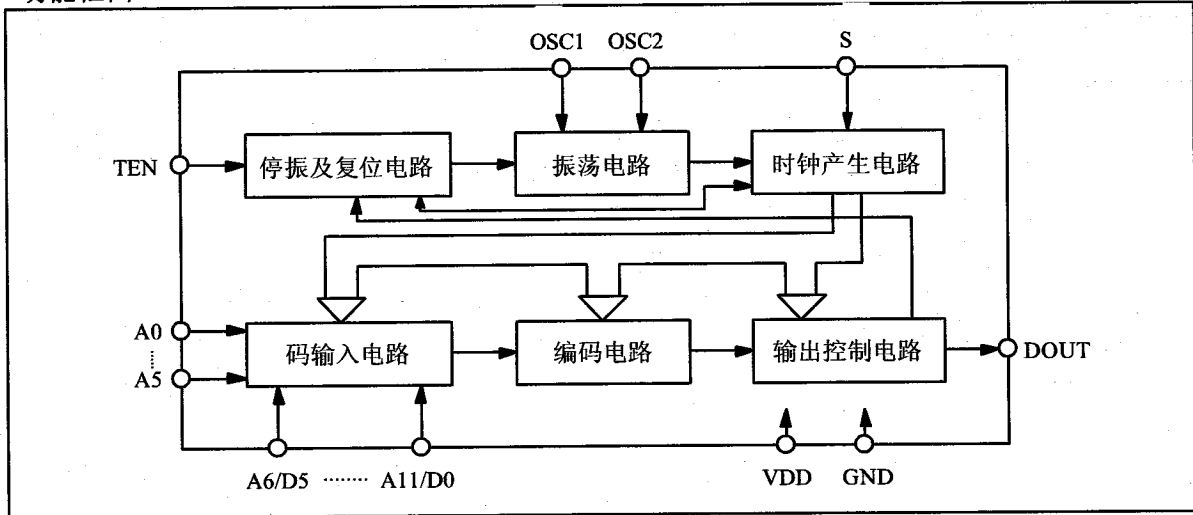 OSC1 OSC2 S
TEN
停振及复位电路
振荡电路
时钟产生电路
A0
A5
码输入电路
编码电路
输出控制电路
DOUT
A6/D5 ········ A11/D0
VDD GND